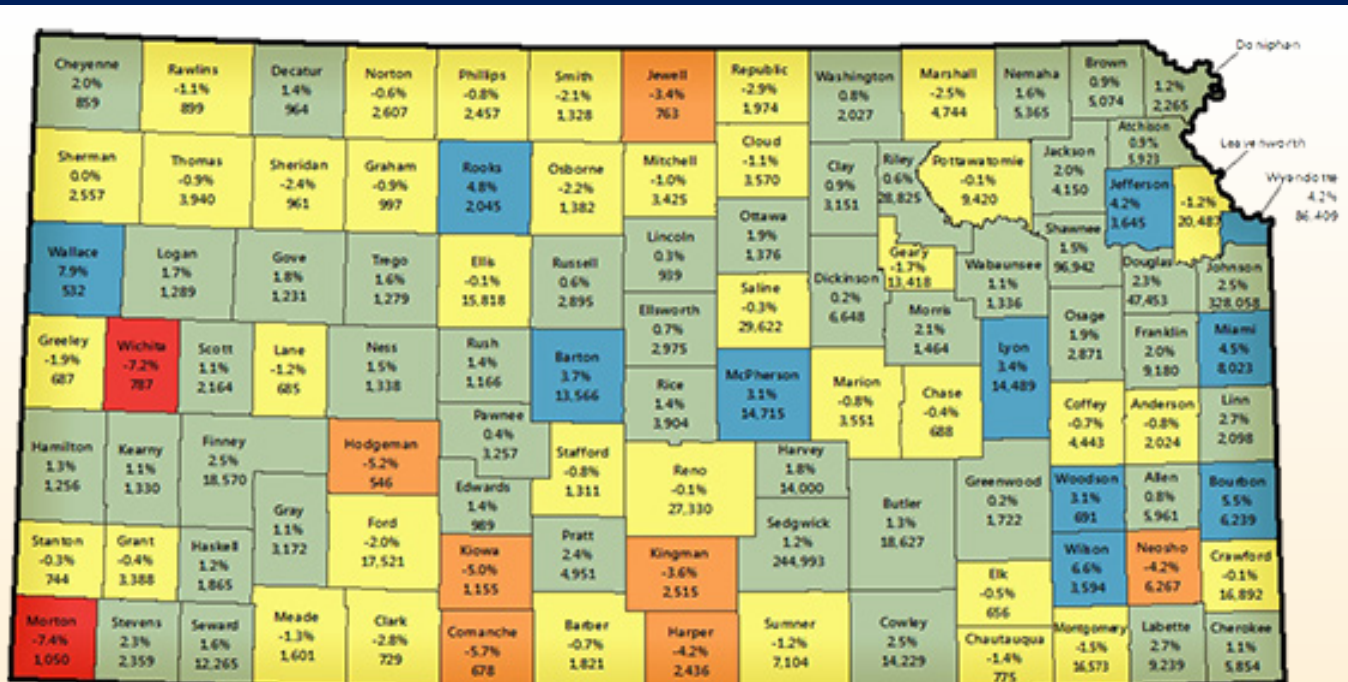 Cheyenne
2.0%
859
Rawlins
-1.1%
899
Decatur
1.4%
964
Norton
-0.6%
2,607
Phillips
-0.8%
2,457
Smith
-2.1%
1,328
Jewell
-3.4%
763
Republic
-2.9%
1,974
Washington
0.8%
2,027
Marshall
-2.5%
4,744
Nemaha
1.6%
5,365
Brown
0.9%
5,074
Doniphan
1.2%
2,265
Sherman
0.0%
2,557
Thomas
-0.9%
3,940
Sheridan
-2.4%
961
Graham
-0.9%
997
Rooks
4.8%
2,045
Osborne
-2.2%
1,382
Mitchell
-1.0%
3,425
Cloud
-1.1%
3,570
Clay
0.9%
3,151
Riley
0.6%
28,825
Pottawatomie
-0.1%
9,420
Jackson
2.0%
4,150
Atchison
0.9%
5,923
Jefferson
4.2%
3,645
Leavenworth
-1.2%
20,487
Wyandotte
4.2%
86,409
Wallace
7.9%
532
Logan
1.7%
1,289
Gove
1.8%
1,231
Trego
1.6%
1,279
Ellis
-0.1%
15,818
Russell
0.6%
2,895
Lincoln
0.3%
939
Ottawa
1.9%
1,376
Saline
-0.3%
29,622
Dickinson
0.2%
6,648
Geary
-1.7%
13,418
Wabaunsee
1.1%
1,336
Shawnee
1.5%
96,942
Douglas
2.3%
47,453
Johnson
2.5%
328,058
Greeley
-1.9%
687
Wichita
-7.2%
787
Scott
1.1%
2,164
Lane
-1.2%
685
Ness
1.5%
1,338
Rush
1.4%
1,166
Barton
3.7%
13,566
Ellsworth
0.7%
2,975
Rice
1.4%
3,904
McPherson
3.1%
14,715
Marion
-0.8%
3,551
Morris
2.1%
1,464
Chase
-0.4%
688
Lyon
3.4%
14,489
Osage
1.9%
2,871
Franklin
2.0%
9,180
Miami
4.5%
8,023
Coffey
-0.7%
4,443
Anderson
-0.8%
2,024
Linn
2.7%
2,098
Hamilton
1.3%
1,256
Kearny
1.1%
1,330
Finney
2.5%
18,570
Hodgeman
-5.2%
546
Pawnee
0.4%
3,257
Stafford
-0.8%
1,311
Reno
-0.1%
27,330
Harvey
1.8%
14,000
Butler
1.3%
18,627
Greenwood
0.2%
1,722
Woodson
3.1%
691
Allen
0.8%
5,961
Bourbon
5.5%
6,239
Gray
1.1%
3,172
Ford
-2.0%
17,521
Edwards
1.4%
989
Pratt
2.4%
4,951
Sedgwick
1.2%
244,993
Stanton
-0.3%
744
Grant
-0.4%
3,388
Haskell
1.2%
1,865
Kiowa
-5.0%
1,155
Kingman
-3.6%
2,515
Elk
-0.5%
656
Wilson
6.6%
3,594
Neosho
-4.2%
6,267
Crawford
-0.1%
16,892
Morton
-7.4%
1,050
Stevens
2.3%
2,359
Seward
1.6%
12,265
Meade
-1.3%
1,601
Clark
-2.8%
729
Comanche
-5.7%
678
Barber
-0.7%
1,821
Harper
-4.2%
2,436
Sumner
-1.2%
7,104
Cowley
2.5%
14,229
Chautauqua
-1.4%
775
Montgomery
-1.5%
16,573
Labette
2.7%
9,239
Cherokee
1.1%
5,854